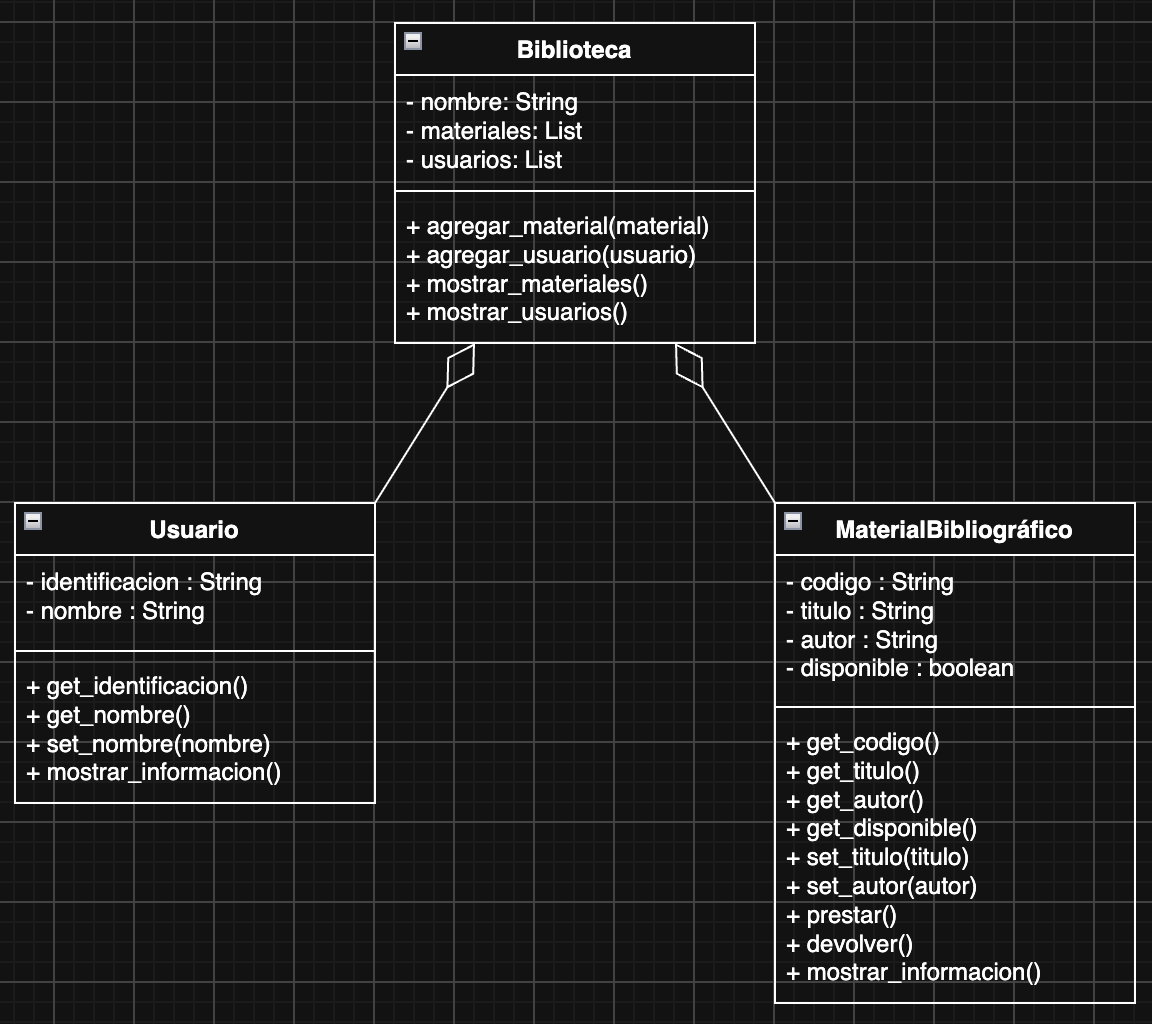 Biblioteca
- nombre: String
- materiales: List
- usuarios: List
+ agregar_material(material)
+ agregar_usuario(usuario)
+ mostrar_materiales()
+ mostrar_usuarios()
Usuario
- identificacion : String
- nombre : String
+ get_identificacion()
+ get_nombre()
+ set_nombre(nombre)
+ mostrar_informacion()
MaterialBibliográfico
- codigo : String
- titulo : String
- autor : String
- disponible : boolean
+ get_codigo()
+ get_titulo()
+ get_autor()
+ get_disponible()
+ set_titulo(titulo)
+ set_autor(autor)
+ prestar()
+ devolver()
+ mostrar_informacion()